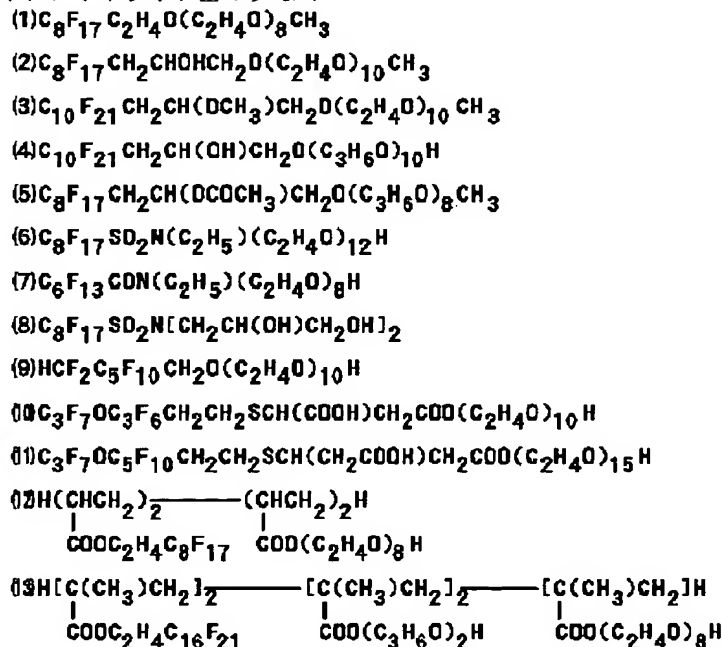 (1)C8F17C2H4O(C2H4O)8CH3
(2)C8F17CH2CHOHCH2O(C2H4O)10CH3
(3)C10F21CH2CH(OCH3)CH2O(C2H4O)10CH3
(4)C10F21CH2CH(OH)CH2O(C3H6O)10H
(5)C8F17CH2CH(OCOCH3)CH2O(C3H6O)8CH3
(6)C8F17SO2N(C2H5)(C2H4O)12H
(7)C6F13CON(C2H5)(C2H4O)8H
(8)C8F17SO2N[CH2CH(OH)CH2OH]2
(9)HCF2C5F10CH2O(C2H4O)10H
(10)C3F7OC3F6CH2CH2SCH(COOH)CH2COO(C2H4O)10H
(11)C3F7OC5F10CH2CH2SCH(CH2COOH)CH2COO(C2H4O)15H
(12)H(CHCH2)2 (CHCH2)2H
COOC2H4C8F17 COO(C2H4O)8H
(13)H[C(CH3)CH2]2 [C(CH3)CH2]2 [C(CH3)CH2]H
COOC2H4C16F21 COO(C3H6O)2H COO(C2H4O)8H